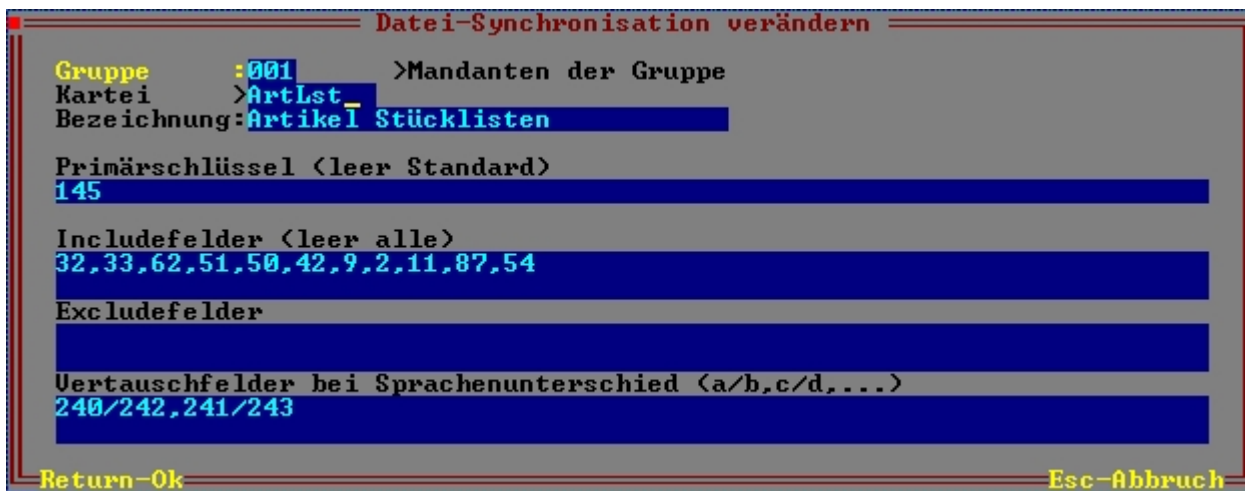 Datei-Synchronisation verändern
Gruppe :001 >Mandanten der Gruppe
Kartei >ArtLst_
Bezeichnung:Artikel Stücklisten
Primärschlüssel (leer Standard)
145
Includefelder (leer alle)
32,33,62,51,50,42,9,2,11,87,54
Excludefelder
Vertauschfelder bei Sprachenunterschied (a/b,c/d,....)
240/242,241/243
Return-Ok Esc-Abbruch